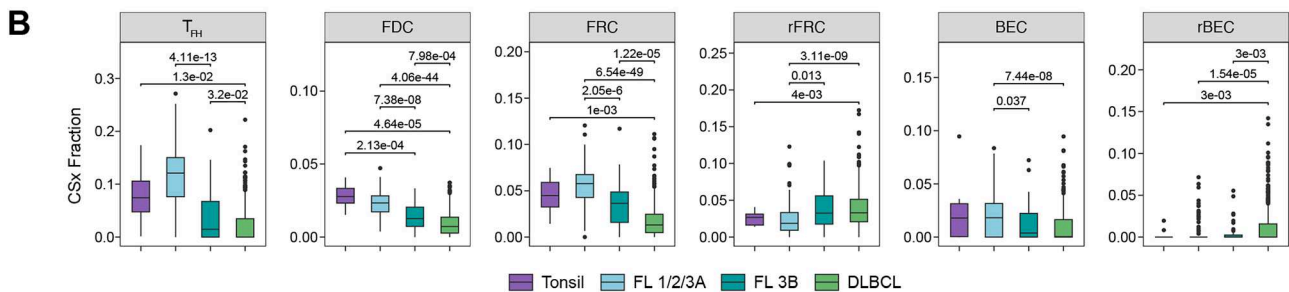 B
T_FH FDC FRC rFRC BEC rBEC
CSx Fraction
4.11e-13
1.3e-02
3.2e-02
0.3
0.2
0.1
0.0
7.98e-04
4.06e-44
7.38e-08
4.64e-05
2.13e-04
0.10
0.05
0.00
1.22e-05
6.54e-49
2.05e-6
1e-03
0.20
0.15
0.10
0.05
0.00
3.11e-09
0.013
4e-03
0.25
0.20
0.15
0.10
0.05
0.00
7.44e-08
0.037
0.15
0.10
0.05
0.00
3e-03
1.54e-05
3e-03
0.20
0.15
0.10
0.05
0.00
Tonsil FL 1/2/3A FL 3B DLBCL